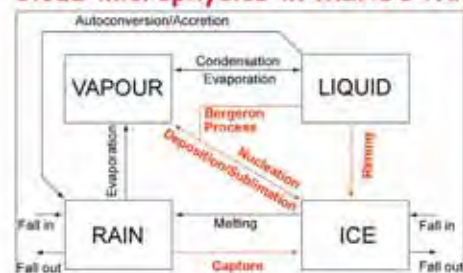 Autoconversion/Accretion
Condensation
VAPOUR
Evaporation
LIQUID
Bergeron
Process
Nucleation
Deposition/Sublimation
Riming
Evaporation
Fall in
RAIN
Melting
ICE
Fall in
Fall out
Capture
Fall out